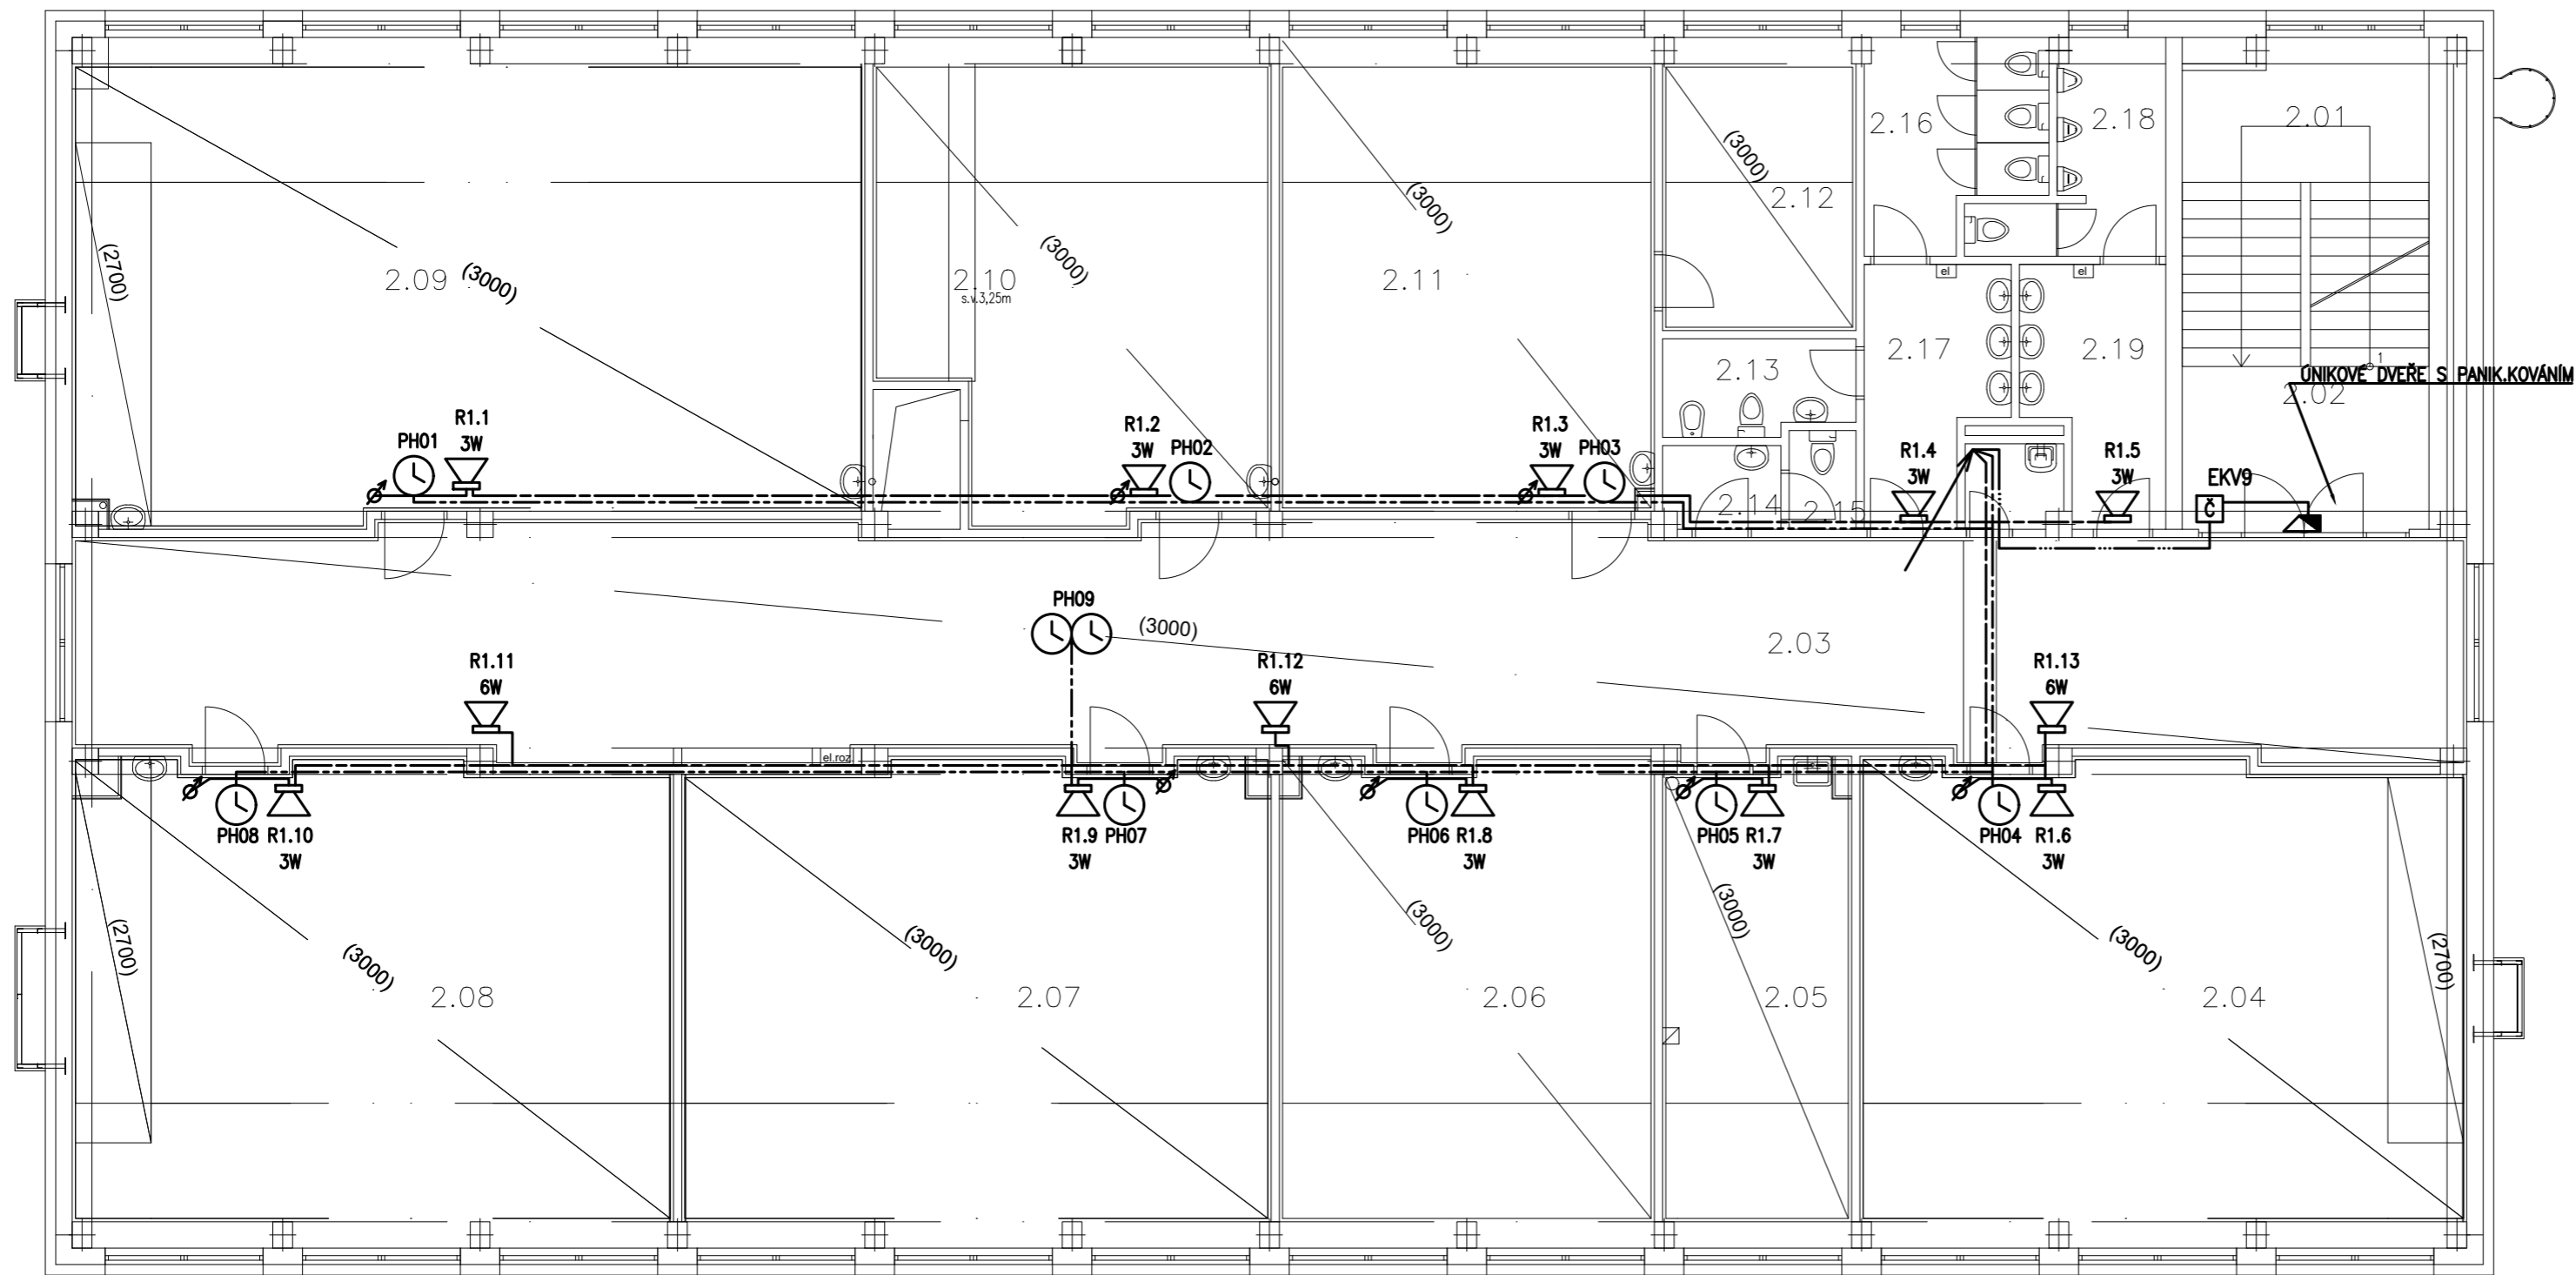 2.16
2.18
2.01
(3000)
2.12
(3000)
(3000)
(2700)
2.09
(3000)
2.10
s.v.3,25m
2.11
el
el
2.13
2.17
2.19
1
ÚNIKOVÉ DVEŘE S PANIK.KOVÁNÍM
2.02
PH01
R1.1
3W
R1.2
3W
PH02
R1.3
3W
PH03
R1.4
3W
R1.5
3W
EKV9
Č
2.14
2.15
PH09
(3000)
2.03
R1.11
6W
R1.12
6W
R1.13
6W
el.roz
PH08
R1.10
3W
R1.9
3W
PH07
PH06
R1.8
3W
PH05
R1.7
3W
PH04
R1.6
3W
(2700)
(3000)
2.08
(3000)
2.07
(3000)
2.06
(3000)
2.05
(3000)
2.04
(2700)